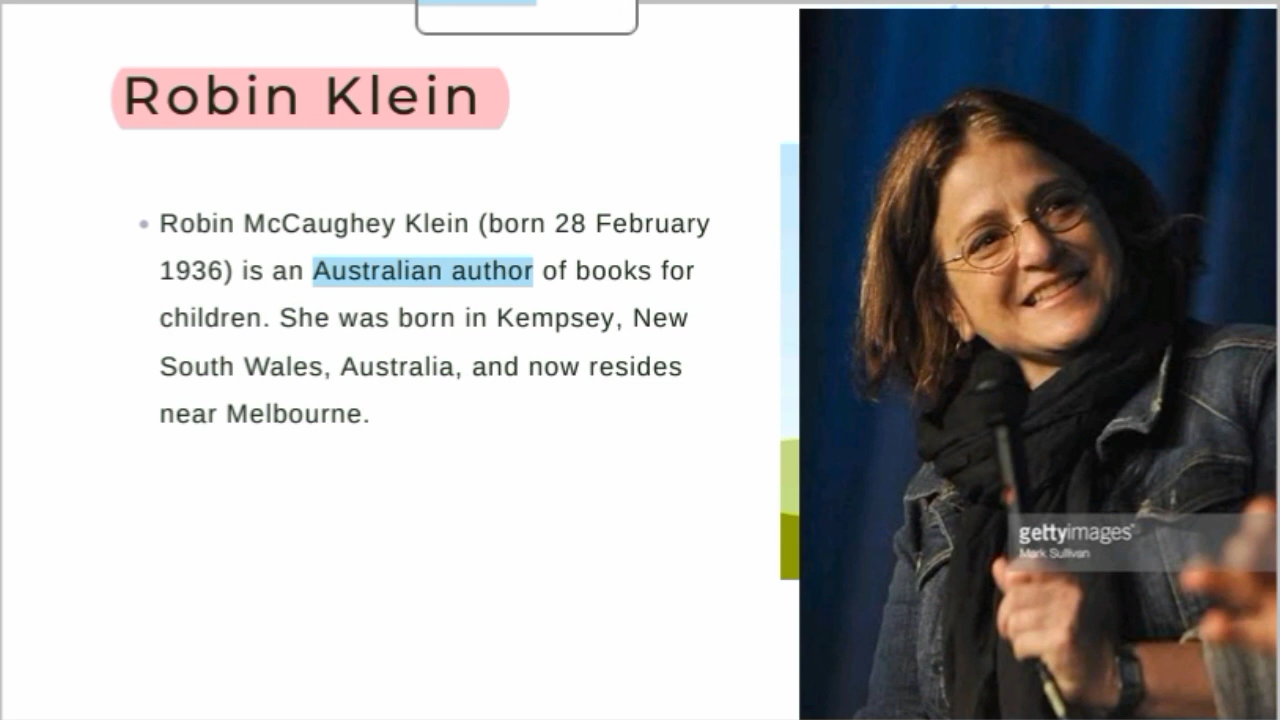 Robin Klein
Robin McCaughey Klein (born 28 February
1936) is an Australian author of books for
children. She was born in Kempsey, New
South Wales, Australia, and now resides
near Melbourne.
gettyimages
Mark Sullivan